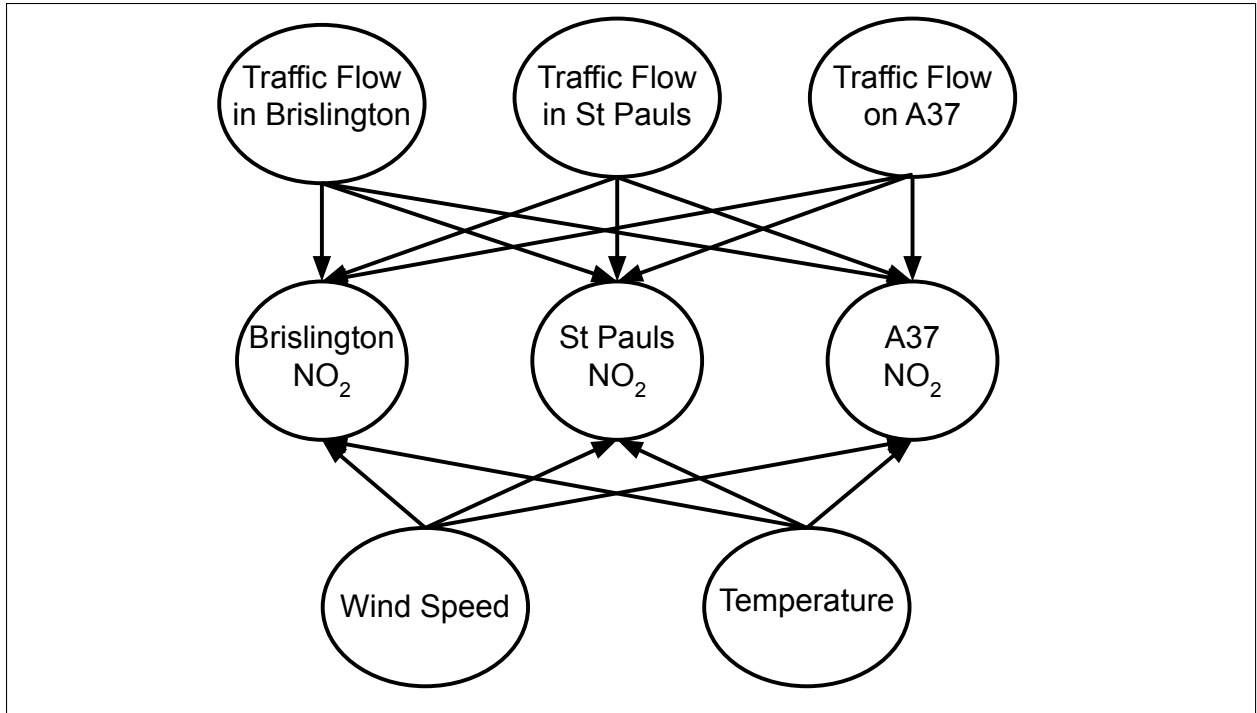 Traffic Flow
in Brislington
Traffic Flow
in St Pauls
Traffic Flow
on A37
Brislington
NO₂
St Pauls
NO₂
A37
NO₂
Wind Speed
Temperature